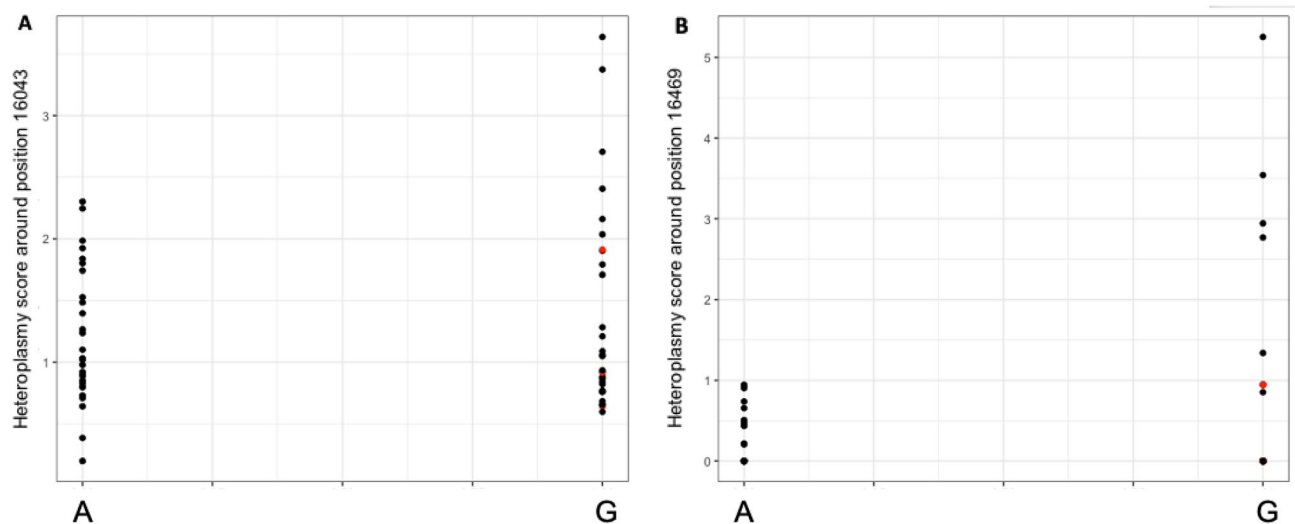 A
Heteroplasmy score around position 16043
3
2
1
A G
B
Heteroplasmy score around position 16469
5
4
3
2
1
0
A G